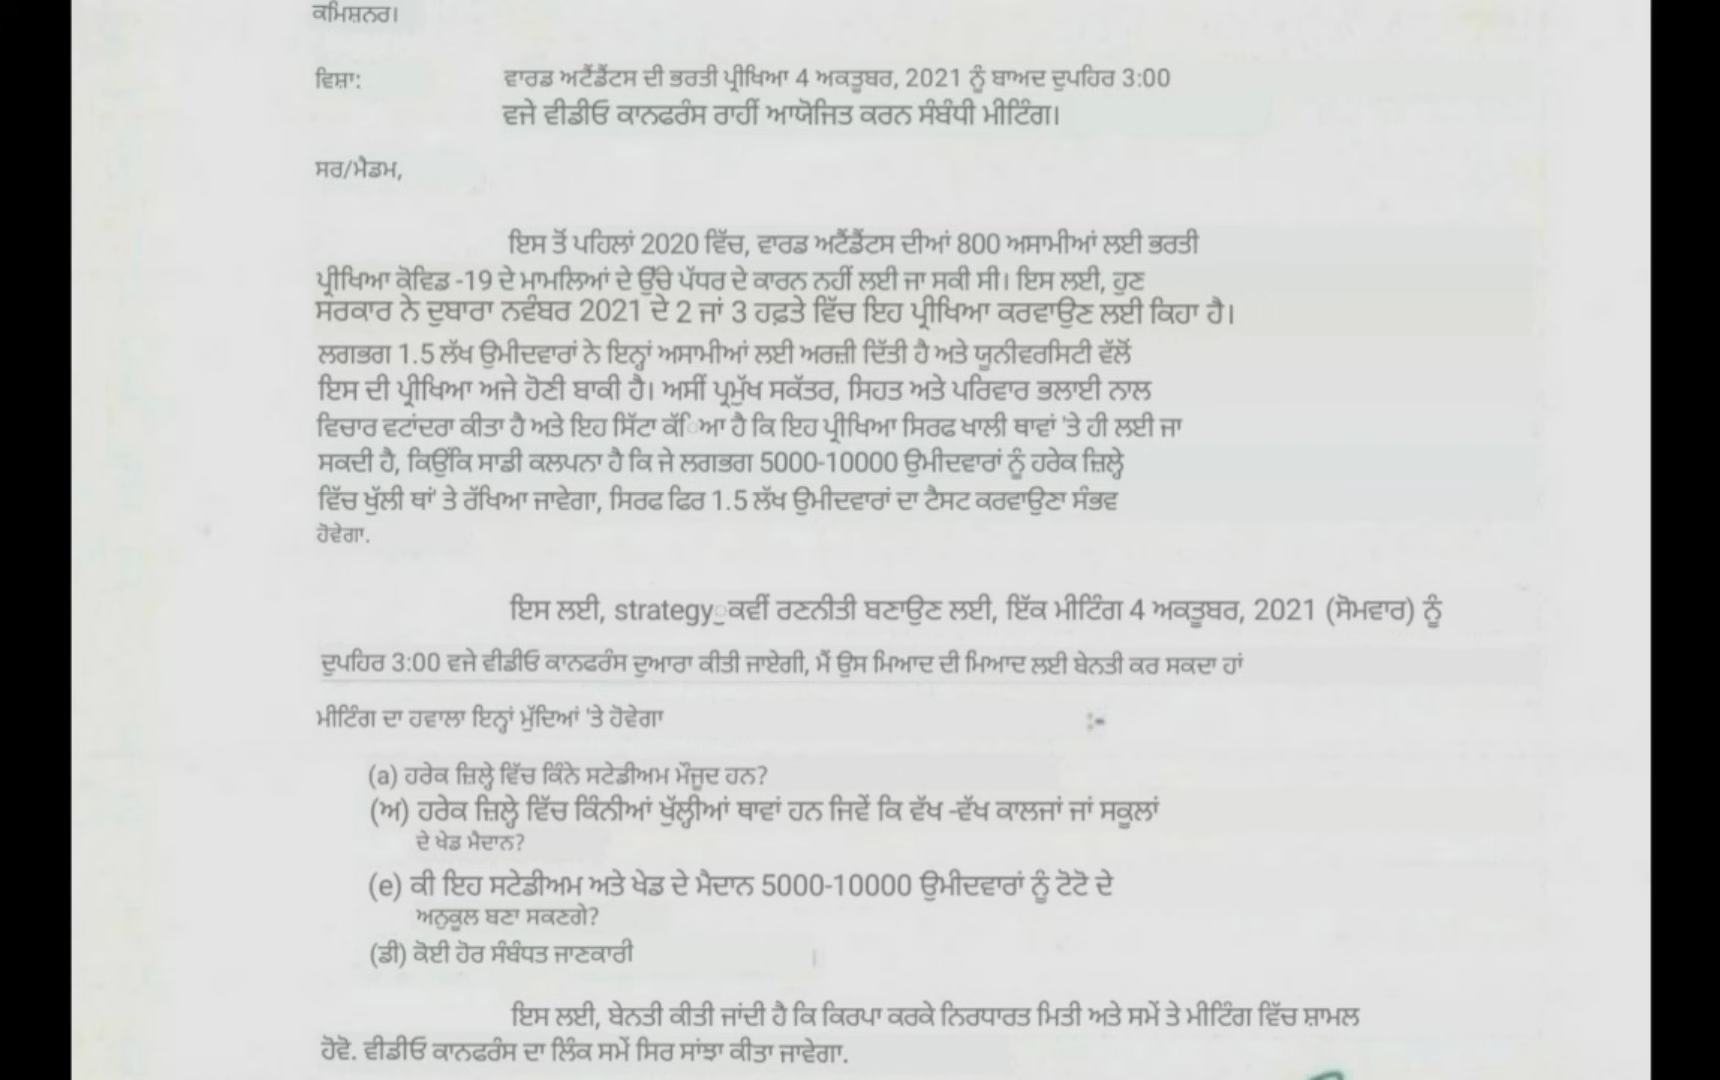 ਕਮਿਸ਼ਨਰ।
ਵਿਸ਼ਾ: ਵਾਰਡ ਅਟੈਂਡੈਂਟਸ ਦੀ ਭਰਤੀ ਪ੍ਰੀਖਿਆ 4 ਅਕਤੂਬਰ, 2021 ਨੂੰ ਬਾਅਦ ਦੁਪਹਿਰ 3:00
ਵਜੇ ਵੀਡੀਓ ਕਾਨਫਰੰਸ ਰਾਹੀਂ ਆਯੋਜਿਤ ਕਰਨ ਸੰਬੰਧੀ ਮੀਟਿੰਗ।
ਸਰ/ਮੈਡਮ,
ਇਸ ਤੋਂ ਪਹਿਲਾਂ 2020 ਵਿੱਚ, ਵਾਰਡ ਅਟੈਂਡੈਂਟਸ ਦੀਆਂ 800 ਅਸਾਮੀਆਂ ਲਈ ਭਰਤੀ
ਪ੍ਰੀਖਿਆ ਕੋਵਿਡ -19 ਦੇ ਮਾਮਲਿਆਂ ਦੇ ਉੱਚੇ ਪੱਧਰ ਦੇ ਕਾਰਨ ਨਹੀਂ ਲਈ ਜਾ ਸਕੀ ਸੀ। ਇਸ ਲਈ, ਹੁਣ
ਸਰਕਾਰ ਨੇ ਦੁਬਾਰਾ ਨਵੰਬਰ 2021 ਦੇ 2 ਜਾਂ 3 ਹਫ਼ਤੇ ਵਿੱਚ ਇਹ ਪ੍ਰੀਖਿਆ ਕਰਵਾਉਣ ਲਈ ਕਿਹਾ ਹੈ।
ਲਗਭਗ 1.5 ਲੱਖ ਉਮੀਦਵਾਰਾਂ ਨੇ ਇਨ੍ਹਾਂ ਅਸਾਮੀਆਂ ਲਈ ਅਰਜ਼ੀ ਦਿੱਤੀ ਹੈ ਅਤੇ ਯੂਨੀਵਰਸਿਟੀ ਵੱਲੋਂ
ਇਸ ਦੀ ਪ੍ਰੀਖਿਆ ਅਜੇ ਹੋਣੀ ਬਾਕੀ ਹੈ। ਅਸੀਂ ਪ੍ਰਮੁੱਖ ਸਕੱਤਰ, ਸਿਹਤ ਅਤੇ ਪਰਿਵਾਰ ਭਲਾਈ ਨਾਲ
ਵਿਚਾਰ ਵਟਾਂਦਰਾ ਕੀਤਾ ਹੈ ਅਤੇ ਇਹ ਸਿੱਟਾ ਕੱਿਆ ਹੈ ਕਿ ਇਹ ਪ੍ਰੀਖਿਆ ਸਿਰਫ ਖਾਲੀ ਥਾਵਾਂ 'ਤੇ ਹੀ ਲਈ ਜਾ
ਸਕਦੀ ਹੈ, ਕਿਉਂਕਿ ਸਾਡੀ ਕਲਪਨਾ ਹੈ ਕਿ ਜੇ ਲਗਭਗ 5000-10000 ਉਮੀਦਵਾਰਾਂ ਨੂੰ ਹਰੇਕ ਜ਼ਿਲ੍ਹੇ
ਵਿੱਚ ਖੁੱਲੀ ਥਾਂ' ਤੇ ਰੱਖਿਆ ਜਾਵੇਗਾ, ਸਿਰਫ ਫਿਰ 1.5 ਲੱਖ ਉਮੀਦਵਾਰਾਂ ਦਾ ਟੈਸਟ ਕਰਵਾਉਣਾ ਸੰਭਵ
ਹੋਵੇਗਾ.
ਇਸ ਲਈ, strategy_ੁਕਵੀਂ ਰਣਨੀਤੀ ਬਣਾਉਣ ਲਈ, ਇੱਕ ਮੀਟਿੰਗ 4 ਅਕਤੂਬਰ, 2021 (ਸੋਮਵਾਰ) ਨੂੰ
ਦੁਪਹਿਰ 3:00 ਵਜੇ ਵੀਡੀਓ ਕਾਨਫਰੰਸ ਦੁਆਰਾ ਕੀਤੀ ਜਾਏਗੀ, ਮੈਂ ਉਸ ਮਿਆਦ ਦੀ ਮਿਆਦ ਲਈ ਬੇਨਤੀ ਕਰ ਸਕਦਾ ਹਾਂ
ਮੀਟਿੰਗ ਦਾ ਹਵਾਲਾ ਇਨ੍ਹਾਂ ਮੁੱਦਿਆਂ 'ਤੇ ਹੋਵੇਗਾ :-
(a) ਹਰੇਕ ਜ਼ਿਲ੍ਹੇ ਵਿੱਚ ਕਿੰਨੇ ਸਟੇਡੀਅਮ ਮੌਜੂਦ ਹਨ?
(ਅ) ਹਰੇਕ ਜ਼ਿਲ੍ਹੇ ਵਿੱਚ ਕਿੰਨੀਆਂ ਖੁੱਲ੍ਹੀਆਂ ਥਾਵਾਂ ਹਨ ਜਿਵੇਂ ਕਿ ਵੱਖ -ਵੱਖ ਕਾਲਜਾਂ ਜਾਂ ਸਕੂਲਾਂ
ਦੇ ਖੇਡ ਮੈਦਾਨ?
(e) ਕੀ ਇਹ ਸਟੇਡੀਅਮ ਅਤੇ ਖੇਡ ਦੇ ਮੈਦਾਨ 5000-10000 ਉਮੀਦਵਾਰਾਂ ਨੂੰ ਟੋਟੋ ਦੇ
ਅਨੁਕੂਲ ਬਣਾ ਸਕਣਗੇ?
(ਡੀ) ਕੋਈ ਹੋਰ ਸੰਬੰਧਤ ਜਾਣਕਾਰੀ
ਇਸ ਲਈ, ਬੇਨਤੀ ਕੀਤੀ ਜਾਂਦੀ ਹੈ ਕਿ ਕਿਰਪਾ ਕਰਕੇ ਨਿਰਧਾਰਤ ਮਿਤੀ ਅਤੇ ਸਮੇਂ ਤੇ ਮੀਟਿੰਗ ਵਿੱਚ ਸ਼ਾਮਲ
ਹੋਵੋ. ਵੀਡੀਓ ਕਾਨਫਰੰਸ ਦਾ ਲਿੰਕ ਸਮੇਂ ਸਿਰ ਸਾਂਝਾ ਕੀਤਾ ਜਾਵੇਗਾ.